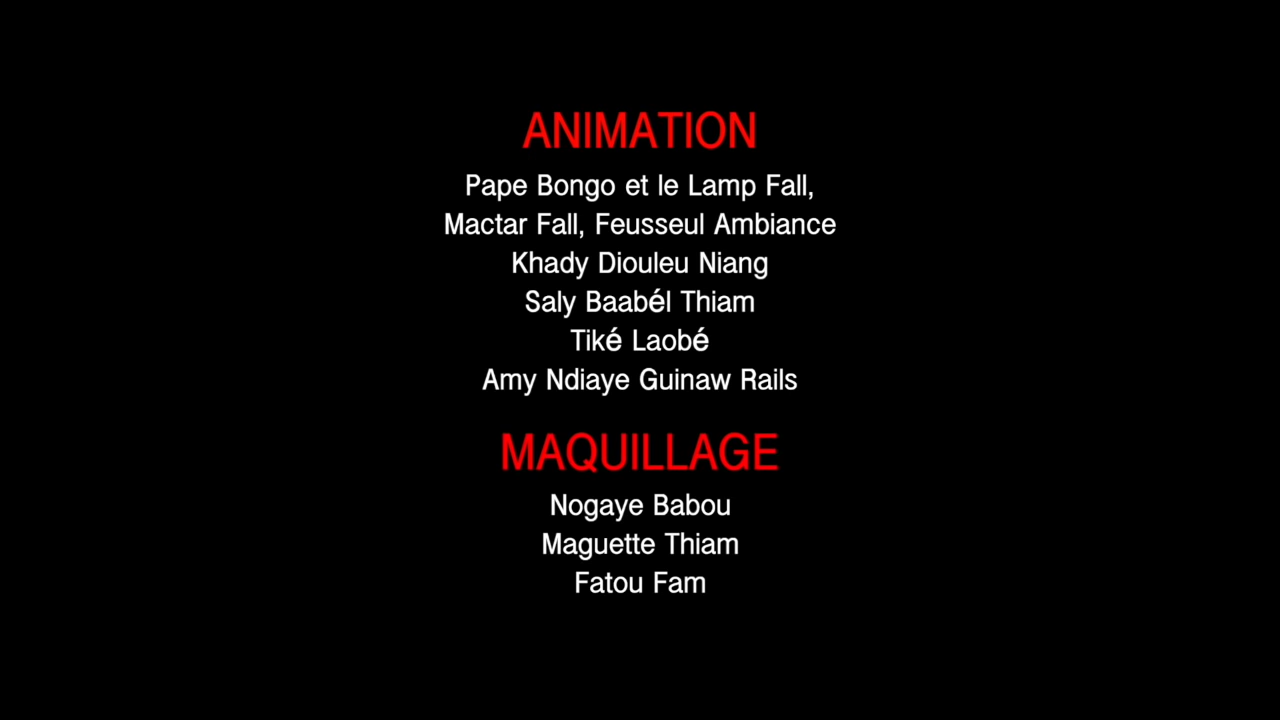 ANIMATION
Pape Bongo et le Lamp Fall,
Mactar Fall, Feusseul Ambiance
Khady Diouleu Niang
Saly Baabél Thiam
Tiké Laobé
Amy Ndiaye Guinaw Rails
MAQUILLAGE
Nogaye Babou
Maguette Thiam
Fatou Fam